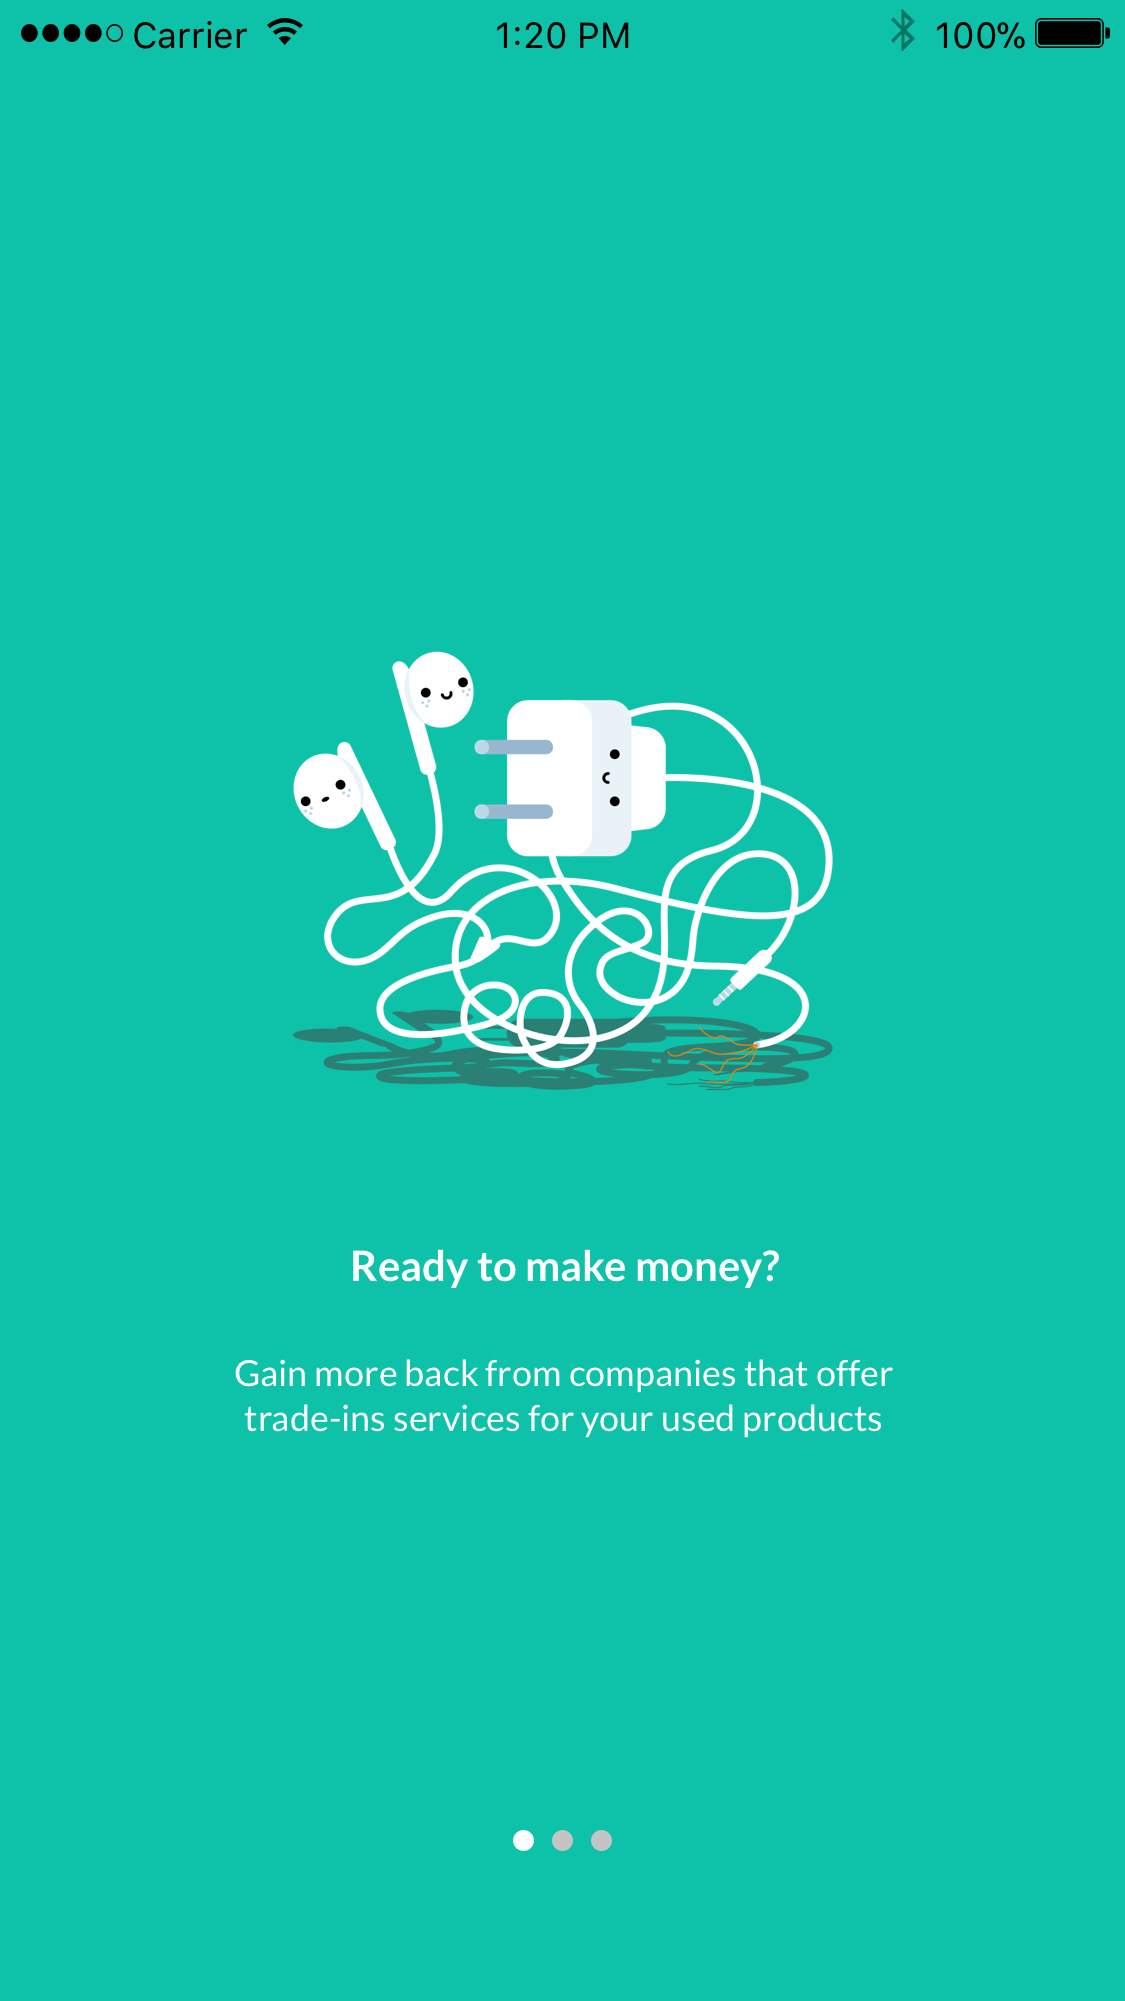 Carrier 1:20 PM 100%
Ready to make money?
Gain more back from companies that offer
trade-ins services for your used products